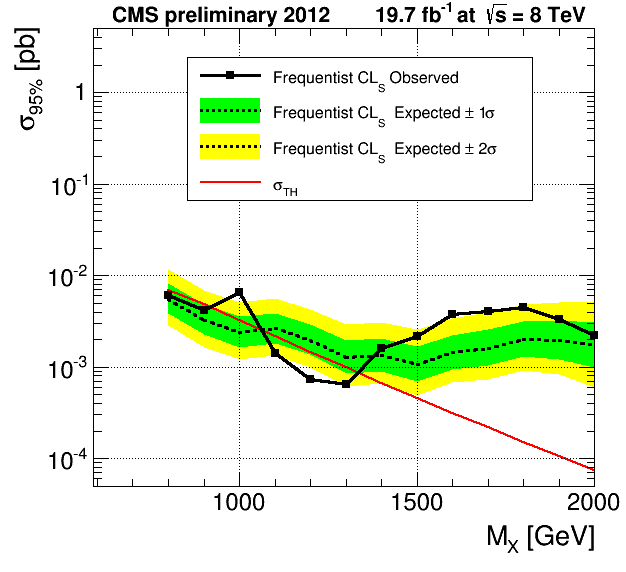 CMS preliminary 2012 19.7 fb⁻¹ at √s = 8 TeV
σ95% [pb]
Frequentist CLS Observed
Frequentist CLS Expected ± 1σ
Frequentist CLS Expected ± 2σ
σTH
1
10⁻¹
10⁻²
10⁻³
10⁻⁴
1000 1500 2000
MX [GeV]